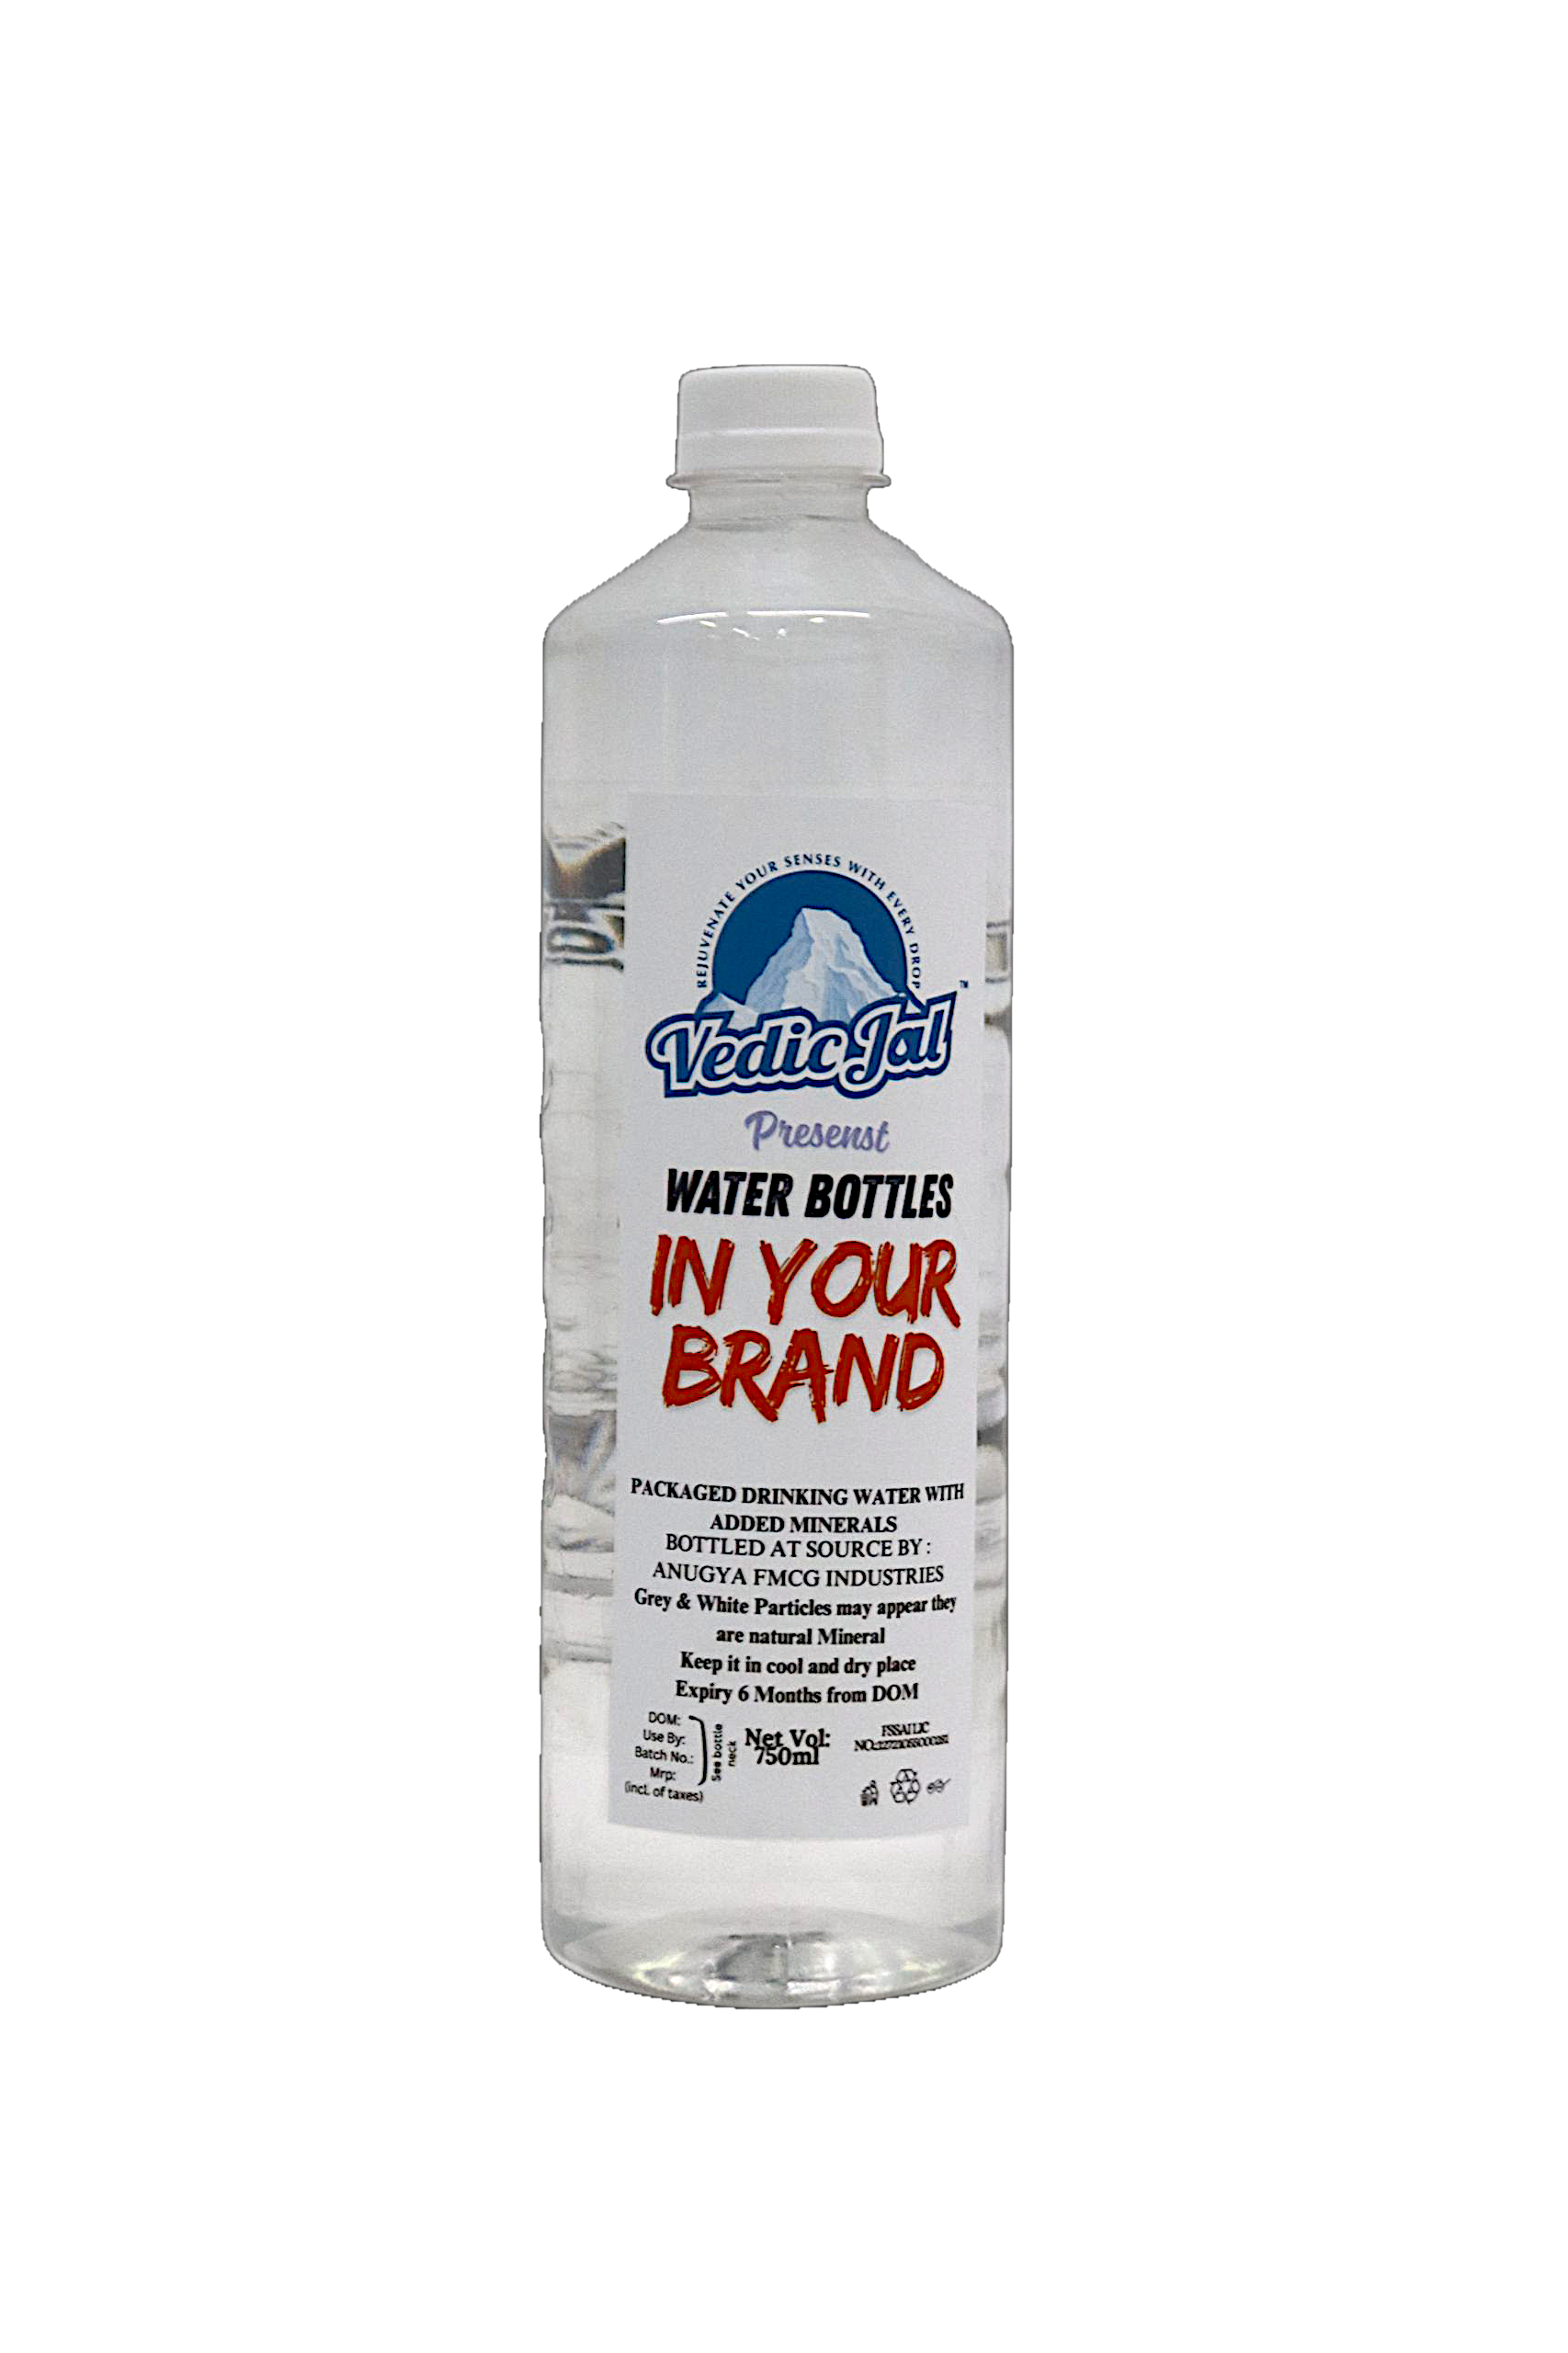 REJUVENATE YOUR SENSES WITH EVERY DROP
Vedic Jal ™
Presenst
WATER BOTTLES
IN YOUR
BRAND
PACKAGED DRINKING WATER WITH
ADDED MINERALS
BOTTLED AT SOURCE BY :
ANUGYA FMCG INDUSTRIES
Grey & White Particles may appear they
are natural Mineral
Keep it in cool and dry place
Expiry 6 Months from DOM
DOM:
Use By:
Batch No.:
Mrp:
(incl. of taxes)
See bottle
neck
Net Vol:
750ml
FSSAI LIC
NO.: